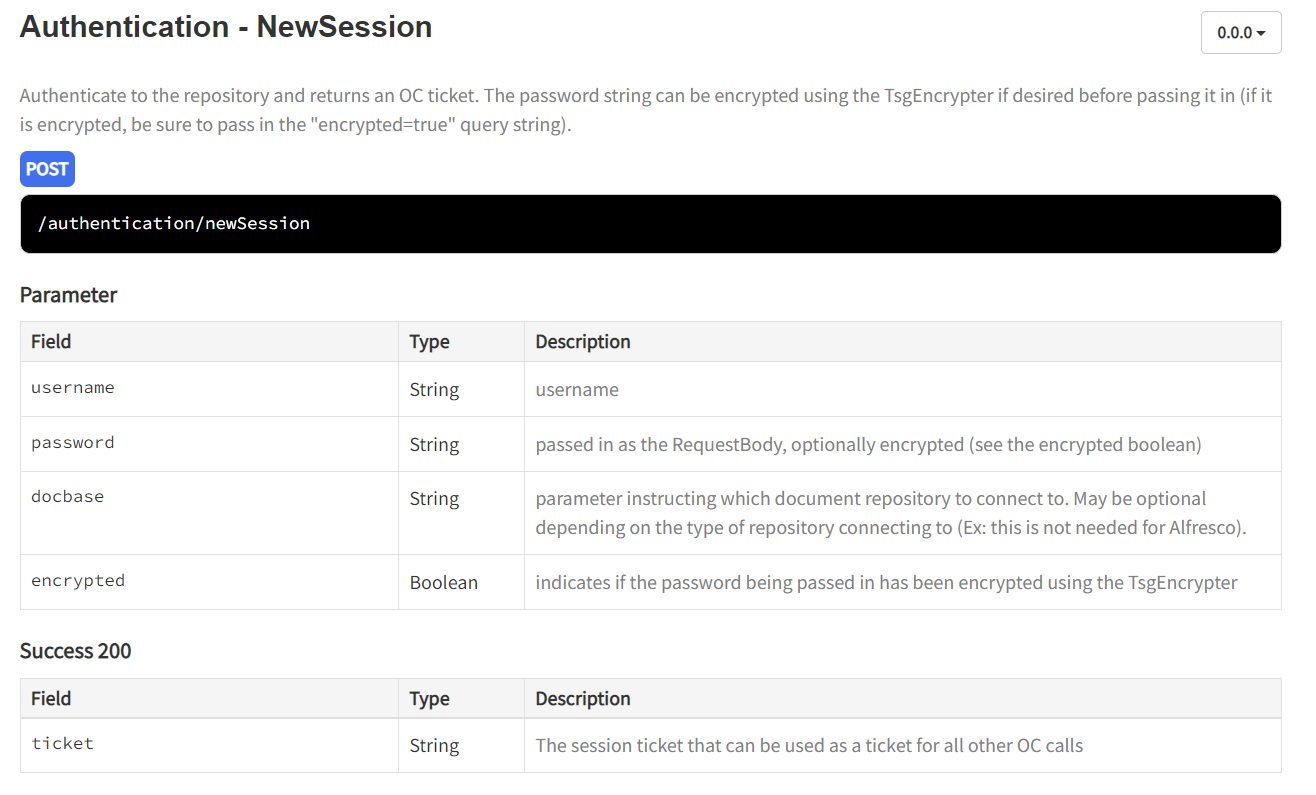 Authentication - NewSession
0.0.0
Authenticate to the repository and returns an OC ticket. The password string can be encrypted using the TsgEncrypter if desired before passing it in (if it
is encrypted, be sure to pass in the "encrypted=true" query string).
POST
/authentication/newSession
Parameter
Field Type Description
username String username
password String passed in as the RequestBody, optionally encrypted (see the encrypted boolean)
docbase String parameter instructing which document repository to connect to. May be optional
depending on the type of repository connecting to (Ex: this is not needed for Alfresco).
encrypted Boolean indicates if the password being passed in has been encrypted using the TsgEncrypter
Success 200
Field Type Description
ticket String The session ticket that can be used as a ticket for all other OC calls